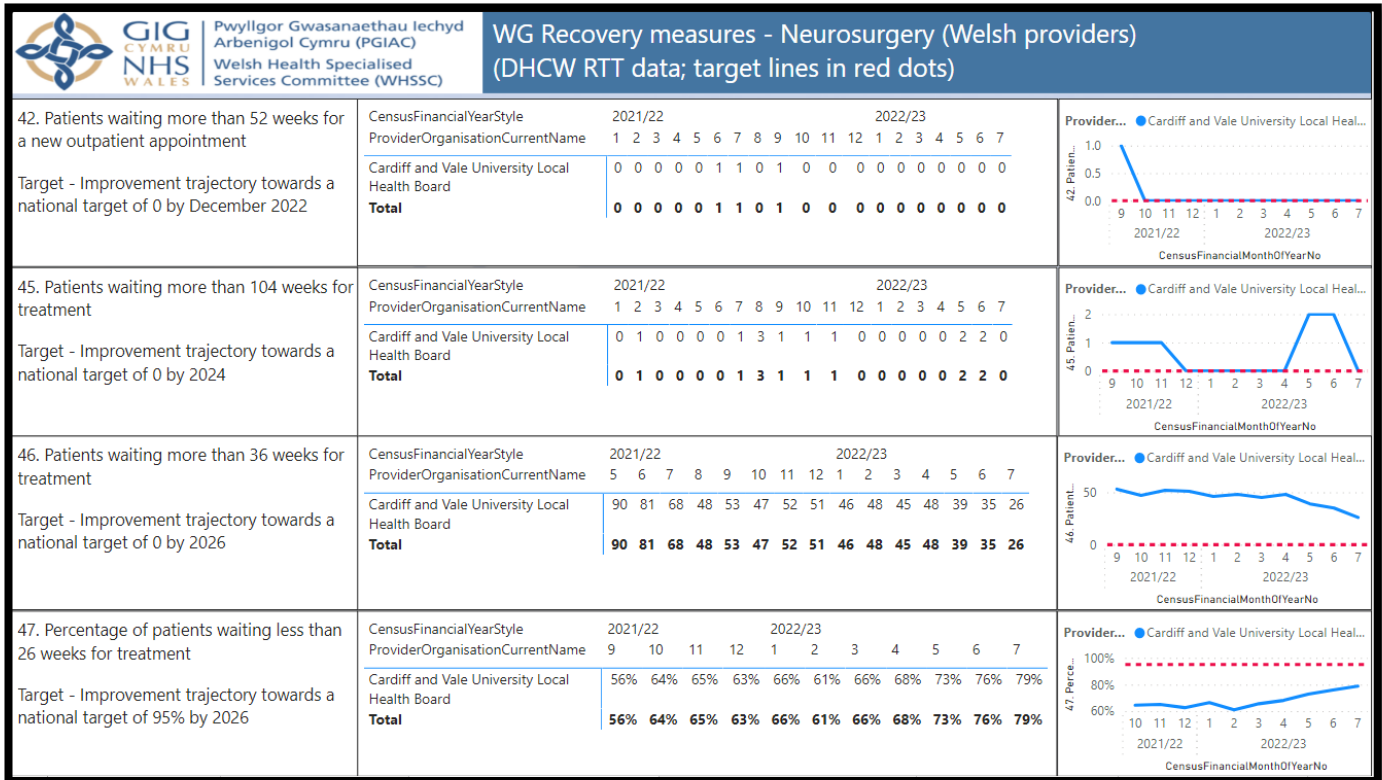 GIG
CYMRU
NHS
WALES
Pwyllgor Gwasanaethau Iechyd
Arbenigol Cymru (PGIAC)
Welsh Health Specialised
Services Committee (WHSSC)
WG Recovery measures - Neurosurgery (Welsh providers)
(DHCW RTT data; target lines in red dots)
42. Patients waiting more than 52 weeks for
a new outpatient appointment
Target - Improvement trajectory towards a
national target of 0 by December 2022
CensusFinancialYearStyle 2021/22 2022/23
ProviderOrganisationCurrentName 1 2 3 4 5 6 7 8 9 10 11 12 1 2 3 4 5 6 7
Cardiff and Vale University Local 0 0 0 0 0 1 1 0 1 0 0 0 0 0 0 0 0 0 0
Health Board
Total 0 0 0 0 0 1 1 0 1 0 0 0 0 0 0 0 0 0 0
Provider... Cardiff and Vale University Local Heal...
42. Patien...
1.0
0.5
0.0
9 10 11 12 1 2 3 4 5 6 7
2021/22 2022/23
CensusFinancialMonthOfYearNo
45. Patients waiting more than 104 weeks for
treatment
Target - Improvement trajectory towards a
national target of 0 by 2024
CensusFinancialYearStyle 2021/22 2022/23
ProviderOrganisationCurrentName 1 2 3 4 5 6 7 8 9 10 11 12 1 2 3 4 5 6 7
Cardiff and Vale University Local 0 1 0 0 0 0 1 3 1 1 1 0 0 0 0 0 2 2 0
Health Board
Total 0 1 0 0 0 0 1 3 1 1 1 0 0 0 0 0 2 2 0
Provider... Cardiff and Vale University Local Heal...
45. Patien...
2
1
0
9 10 11 12 1 2 3 4 5 6 7
2021/22 2022/23
CensusFinancialMonthOfYearNo
46. Patients waiting more than 36 weeks for
treatment
Target - Improvement trajectory towards a
national target of 0 by 2026
CensusFinancialYearStyle 2021/22 2022/23
ProviderOrganisationCurrentName 5 6 7 8 9 10 11 12 1 2 3 4 5 6 7
Cardiff and Vale University Local 90 81 68 48 53 47 52 51 46 48 45 48 39 35 26
Health Board
Total 90 81 68 48 53 47 52 51 46 48 45 48 39 35 26
Provider... Cardiff and Vale University Local Heal...
46. Patient...
50
0
9 10 11 12 1 2 3 4 5 6 7
2021/22 2022/23
CensusFinancialMonthOfYearNo
47. Percentage of patients waiting less than
26 weeks for treatment
Target - Improvement trajectory towards a
national target of 95% by 2026
CensusFinancialYearStyle 2021/22 2022/23
ProviderOrganisationCurrentName 9 10 11 12 1 2 3 4 5 6 7
Cardiff and Vale University Local 56% 64% 65% 63% 66% 61% 66% 68% 73% 76% 79%
Health Board
Total 56% 64% 65% 63% 66% 61% 66% 68% 73% 76% 79%
Provider... Cardiff and Vale University Local Heal...
47. Perce...
100%
80%
60%
10 11 12 1 2 3 4 5 6 7
2021/22 2022/23
CensusFinancialMonthOfYearNo